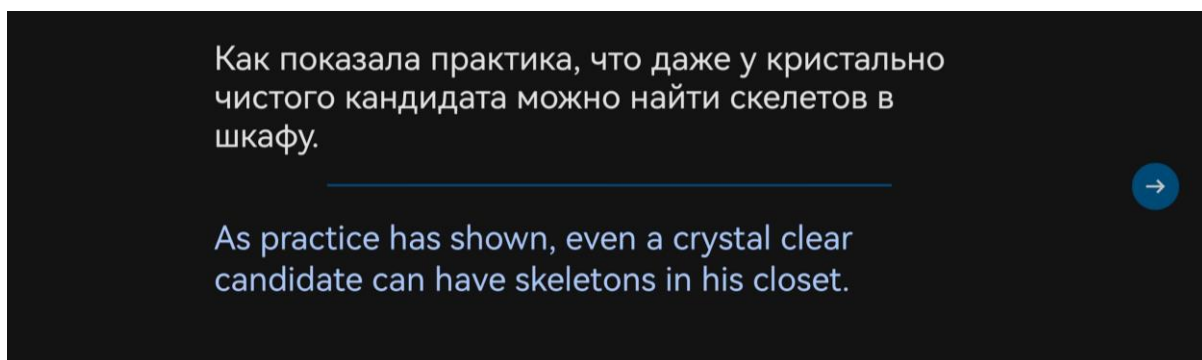 Как показала практика, что даже у кристально
чистого кандидата можно найти скелетов в
шкафу.
As practice has shown, even a crystal clear
candidate can have skeletons in his closet.